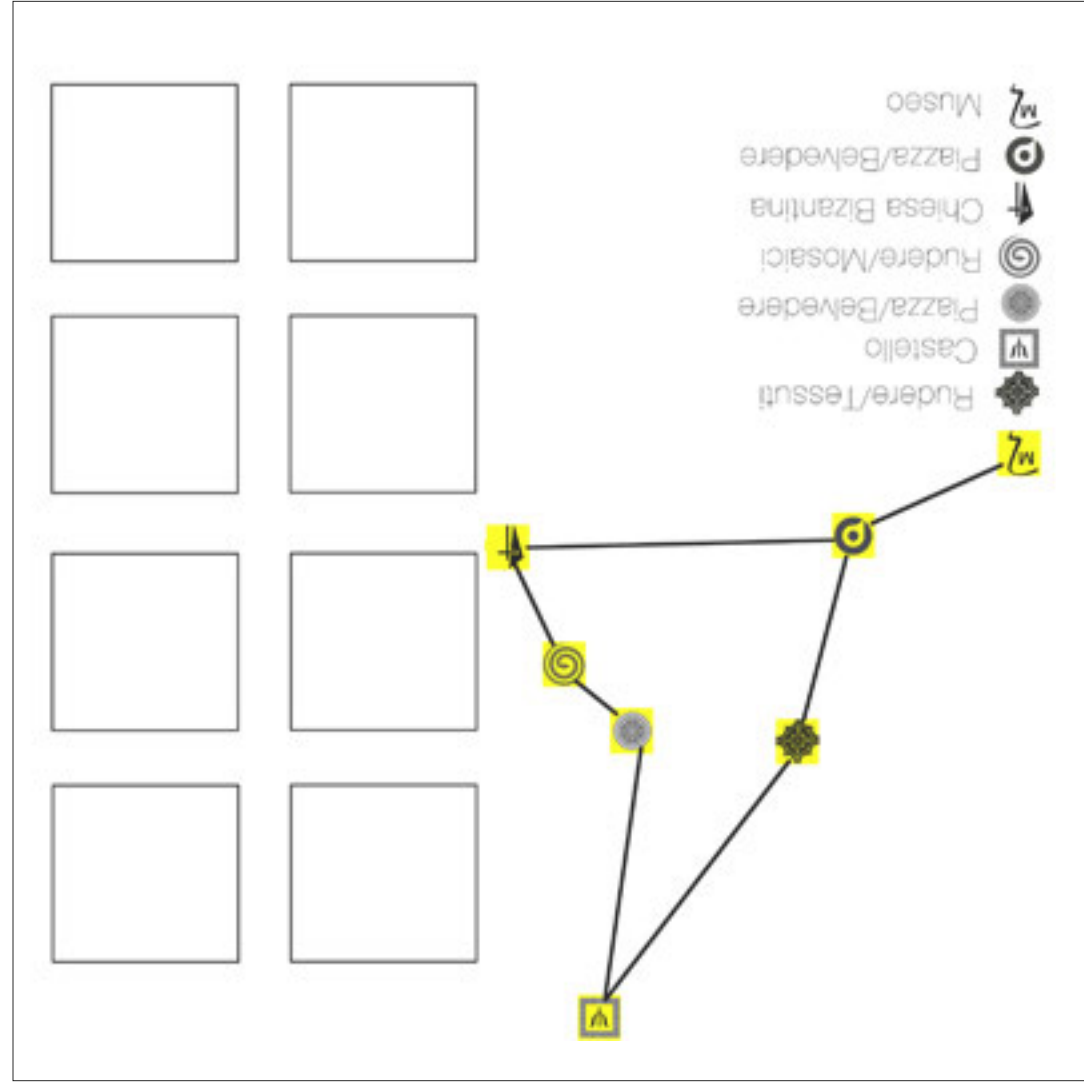 Rudere/Tessuti
Castello
Piazza/Belvedere
Rudere/Mosaici
Chiesa Bizantina
Piazza/Belvedere
Museo